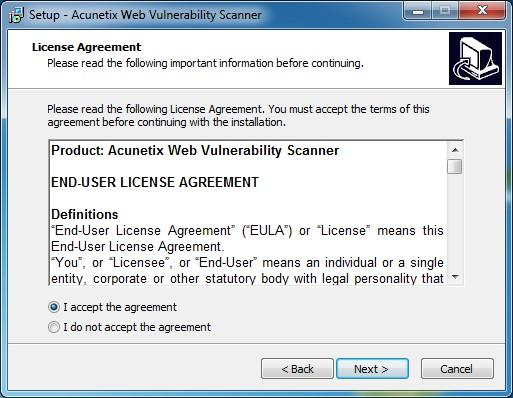 Setup - Acunetix Web Vulnerability Scanner
License Agreement
Please read the following important information before continuing.
Please read the following License Agreement. You must accept the terms of this
agreement before continuing with the installation.
Product: Acunetix Web Vulnerability Scanner
END-USER LICENSE AGREEMENT
Definitions
“End-User License Agreement” (“EULA”) or “License” means this
End-User License Agreement.
“You”, or “Licensee”, or “End-User” means an individual or a single
entity, corporate or other statutory body with legal personality that
I accept the agreement
I do not accept the agreement
< Back Next > Cancel